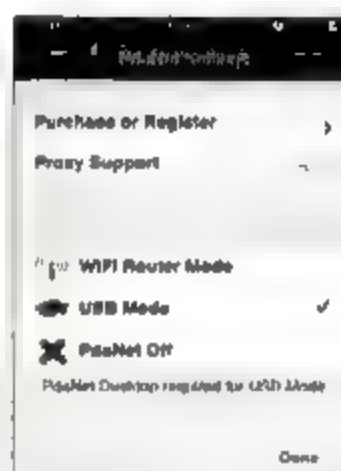 Purchase or Register
Proxy Support
WiFi Router Mode
USB Mode
PdaNet Off
PdaNet Desktop required for USB Mode
Done